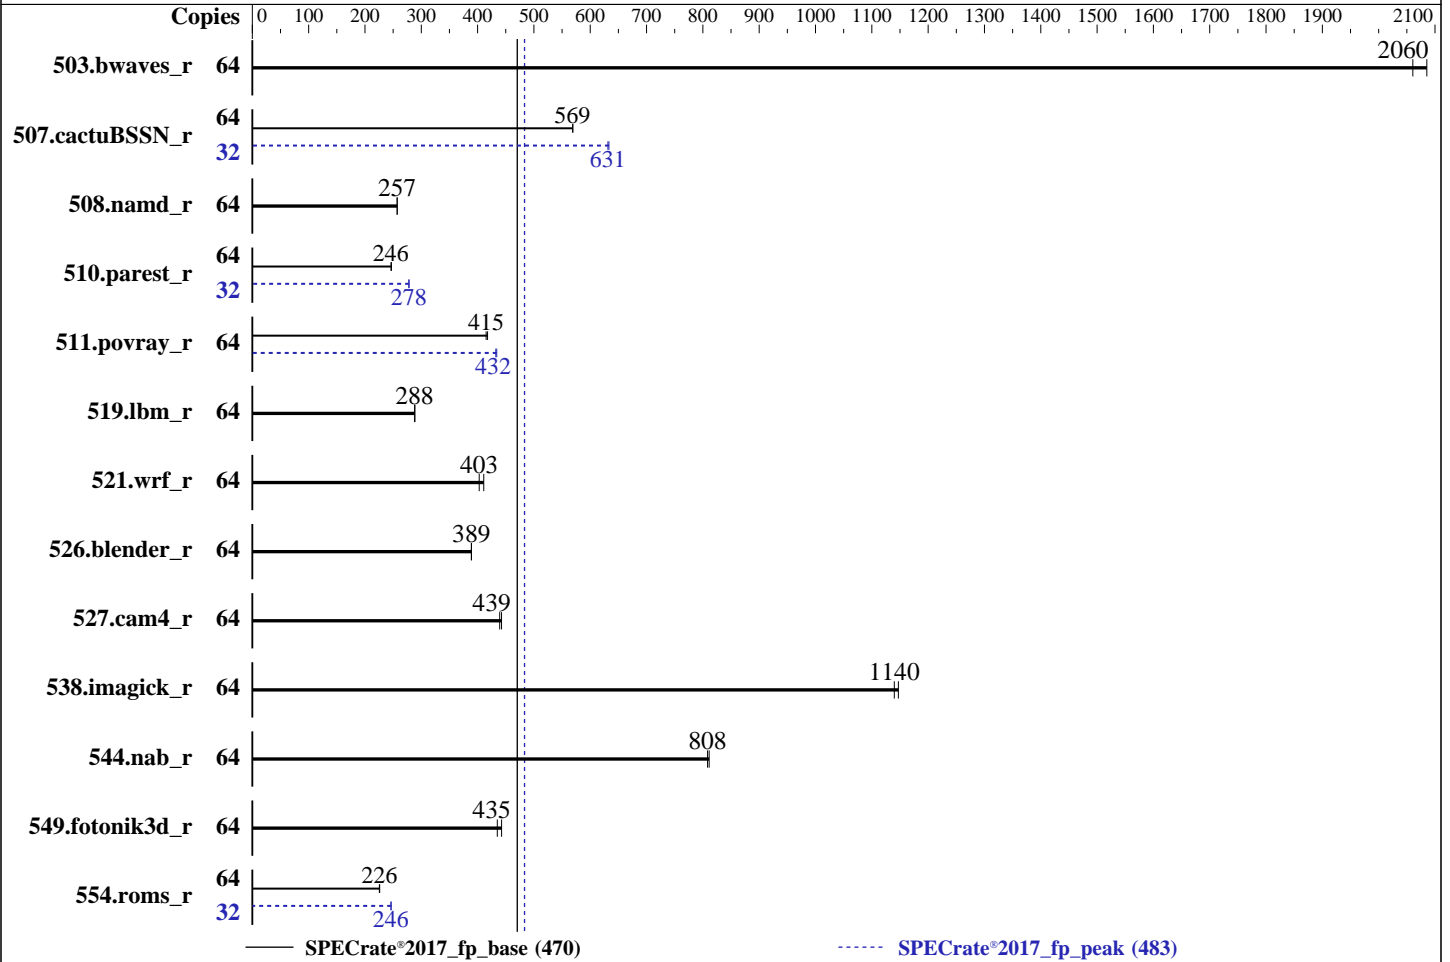 Copies 0 100 200 300 400 500 600 700 800 900 1000 1100 1200 1300 1400 1500 1600 1700 1800 1900 2100
503.bwaves_r 64 2060
507.cactuBSSN_r 64 569
32 631
508.namd_r 64 257
510.parest_r 64 246
32 278
511.povray_r 64 415
432
519.lbm_r 64 288
521.wrf_r 64 403
526.blender_r 64 389
527.cam4_r 64 439
538.imagick_r 64 1140
544.nab_r 64 808
549.fotonik3d_r 64 435
554.roms_r 64 226
32 246
SPECrate®2017_fp_base (470) SPECrate®2017_fp_peak (483)